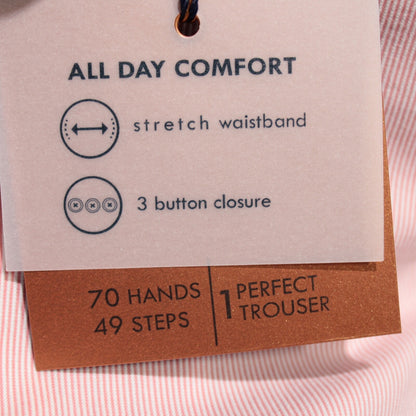 ALL DAY COMFORT
stretch waistband
3 button closure
70 HANDS
49 STEPS
1 PERFECT
TROUSER